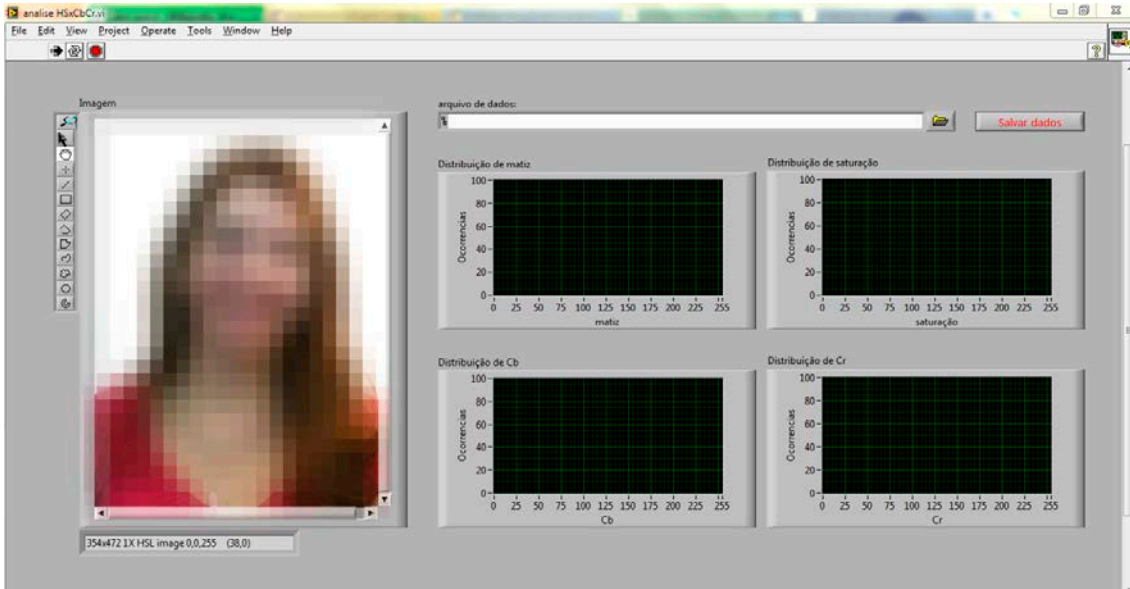 analise HSxCbCr.vi
File Edit View Project Operate Tools Window Help
Imagem
arquivo de dados:
Salvar dados
Distribuição de matiz
100
80
60
40
20
0
Ocorrencias
0 25 50 75 100 125 150 175 200 225 255
matiz
Distribuição de saturação
100
80
60
40
20
0
Ocorrencias
0 25 50 75 100 125 150 175 200 225 255
saturação
Distribuição de Cb
100
80
60
40
20
0
Ocorrencias
0 25 50 75 100 125 150 175 200 225 255
Cb
Distribuição de Cr
100
80
60
40
20
0
Ocorrencias
0 25 50 75 100 125 150 175 200 225 255
Cr
354x472 1X HSL image 0,0,255 (38,0)